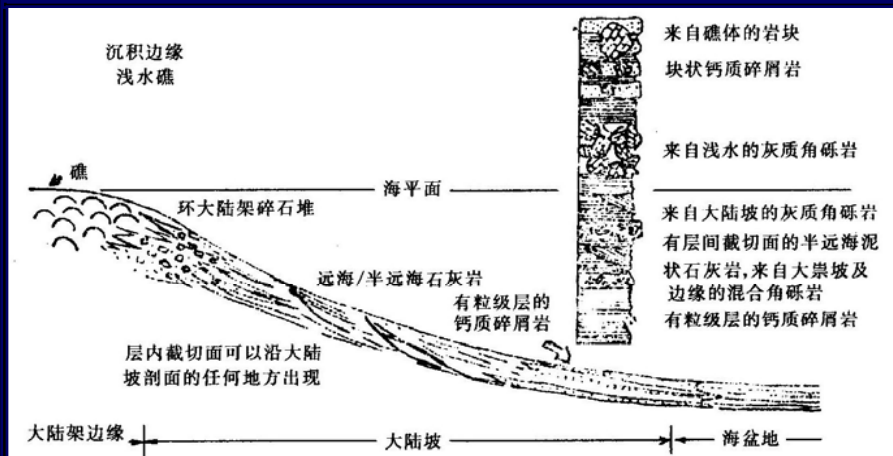 沉积边缘
浅水礁
礁
海平面
环大陆架碎石堆
远海/半远海石灰岩
有粒级层的
钙质碎屑岩
层内截切面可以沿大陆
坡剖面的任何地方出现
大陆架边缘
大陆坡
海盆地
来自礁体的岩块
块状钙质碎屑岩
来自浅水的灰质角砾岩
来自大陆坡的灰质角砾岩
有层间截切面的半远海泥
状石灰岩,来自大祟坡及
边缘的混合角砾岩
有粒级层的钙质碎屑岩